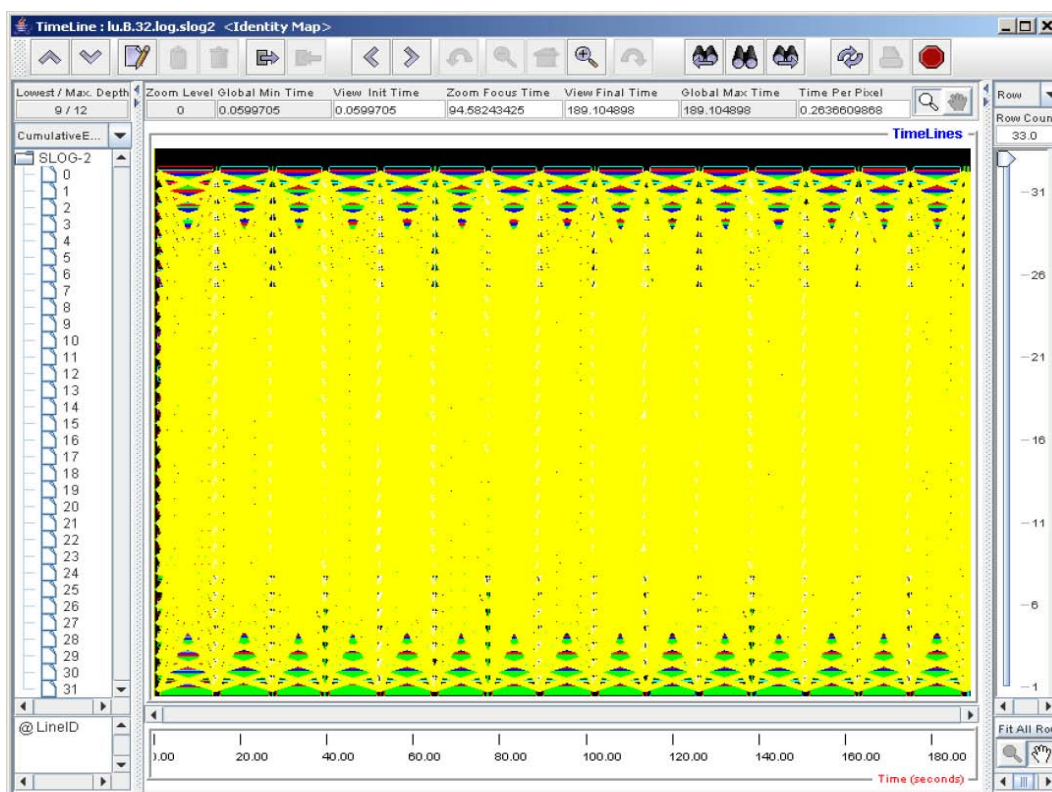 TimeLine : lu.B.32.log.slog2 <Identity Map>
Lowest / Max. Depth
9 / 12
Zoom Level
0
Global Min Time
0.0599705
View Init Time
0.0599705
Zoom Focus Time
94.58243425
View Final Time
189.104898
Global Max Time
189.104898
Time Per Pixel
0.2636609868
Row
Row Coun
33.0
CumulativeE...
TimeLines
SLOG-2
0
1
2
3
4
5
6
7
8
9
10
11
12
13
14
15
16
17
18
19
20
21
22
23
24
25
26
27
28
29
30
31
31
26
21
16
11
6
1
@ LineID
Fit All Ro
0.00 20.00 40.00 60.00 80.00 100.00 120.00 140.00 160.00 180.00
Time (seconds)